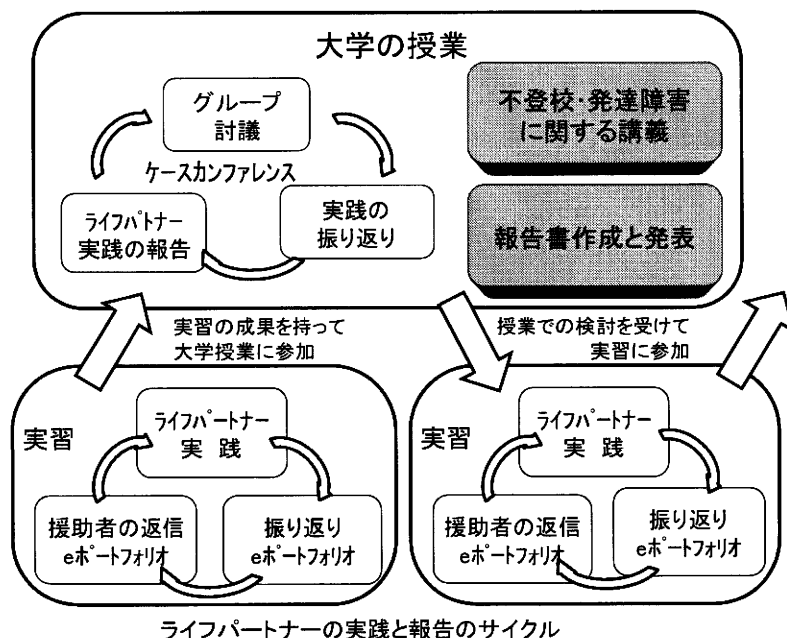 大学の授業
グループ
討議
ケースカンファレンス
ライフパートナー
実践の報告
実践の
振り返り
不登校・発達障害
に関する講義
報告書作成と発表
実習の成果を持って
大学授業に参加
授業での検討を受けて
実習に参加
実習
ライフパートナー
実 践
援助者の返信
eポートフォリオ
振り返り
eポートフォリオ
実習
ライフパートナー
実 践
援助者の返信
eポートフォリオ
振り返り
eポートフォリオ
ライフパートナーの実践と報告のサイクル